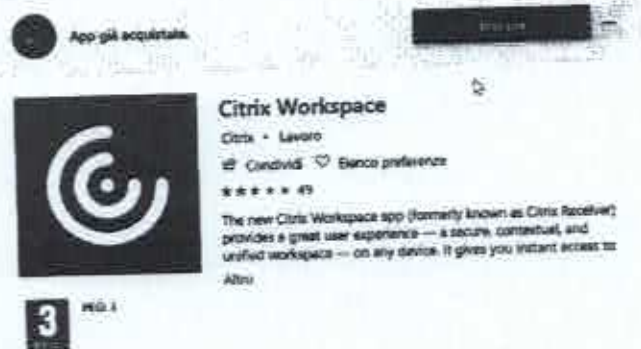 App già acquistata.
Citrix Workspace
Citrix • Lavoro
Condividi Elenco preferenze
49
The new Citrix Workspace app (formerly known as Citrix Receiver)
provides a great user experience — a secure, contextual, and
unified workspace — on any device. It gives you instant access to
Altro
3
PEGI 3